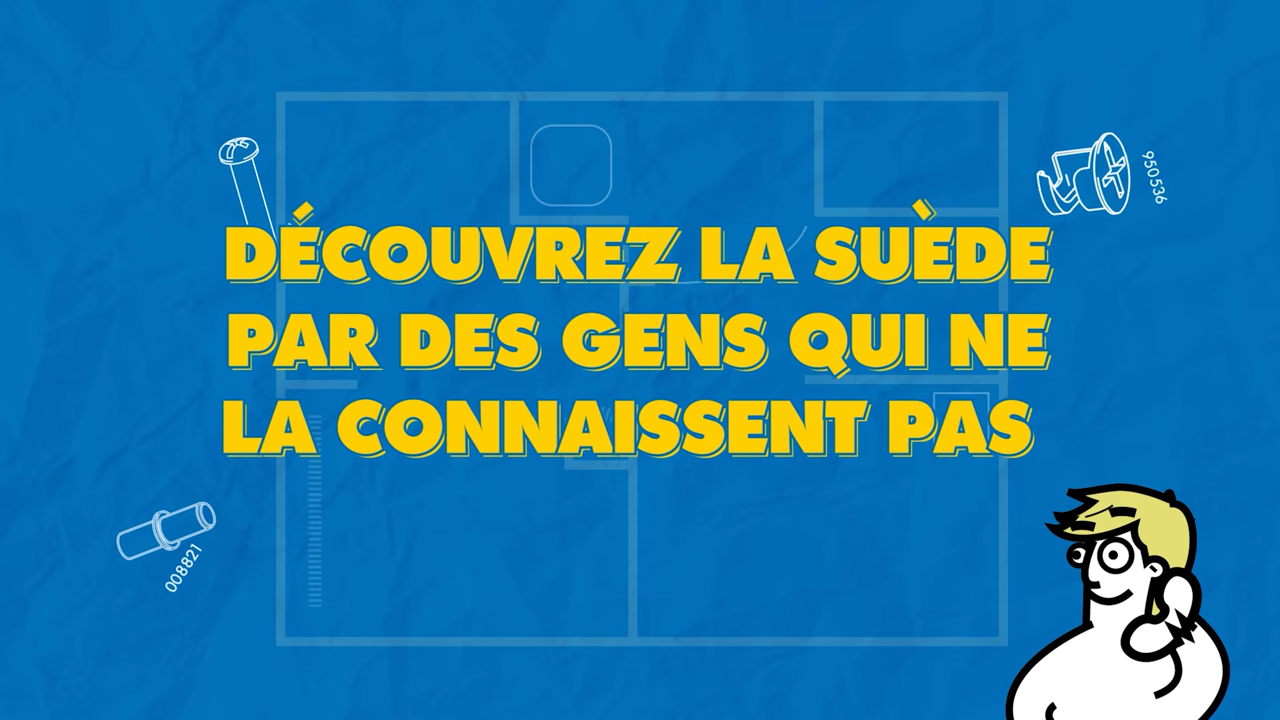 950536
DÉCOUVREZ LA SUÈDE
PAR DES GENS QUI NE
LA CONNAISSENT PAS
008821